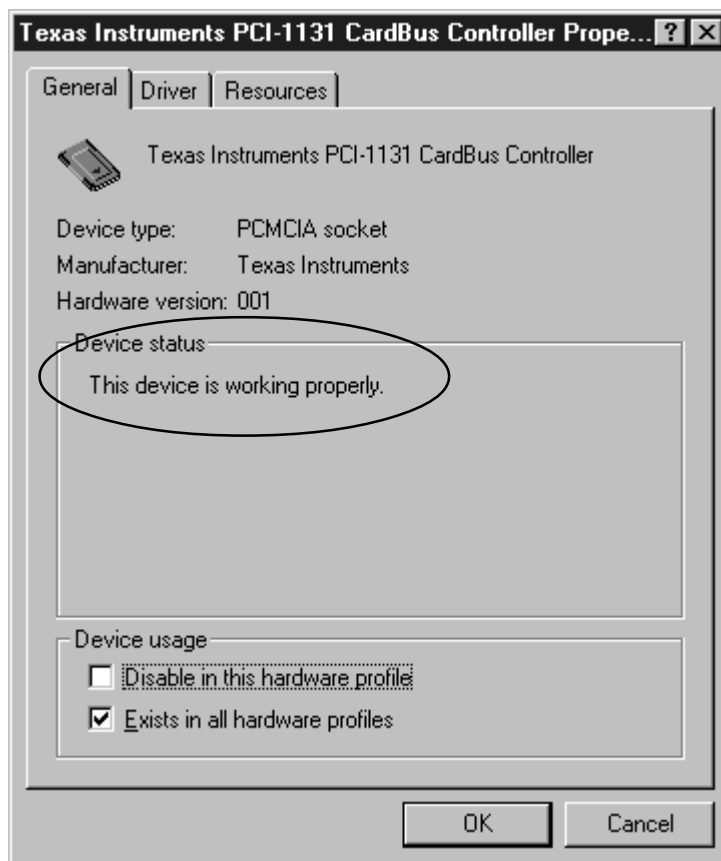 Texas Instruments PCI-1131 CardBus Controller Prope... ? X
General Driver Resources
Texas Instruments PCI-1131 CardBus Controller
Device type: PCMCIA socket
Manufacturer: Texas Instruments
Hardware version: 001
Device status
This device is working properly.
Device usage
Disable in this hardware profile
Exists in all hardware profiles
OK Cancel